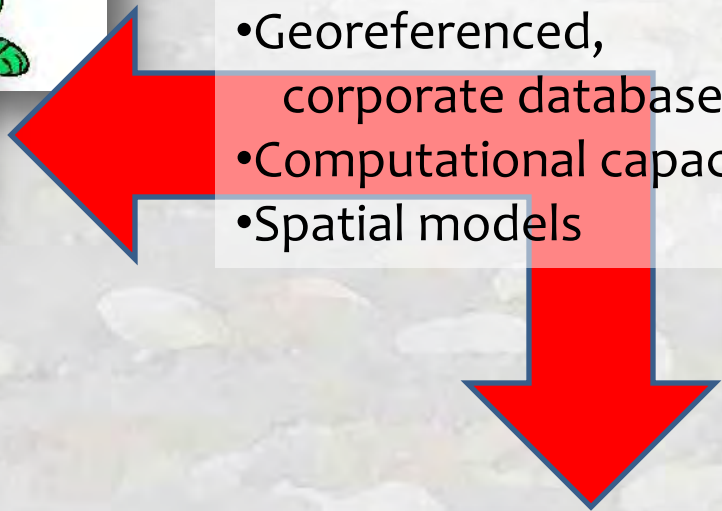 •Georeferenced,
corporate database
•Computational capac
•Spatial models